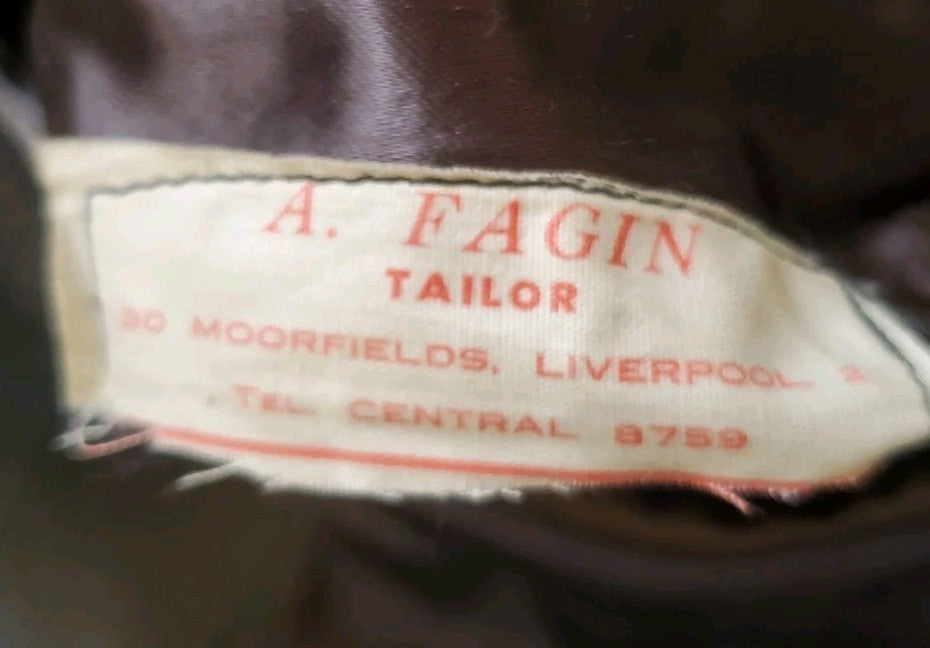 A. FAGIN
TAILOR
30 MOORFIELDS, LIVERPOOL 2
TEL. CENTRAL 8759